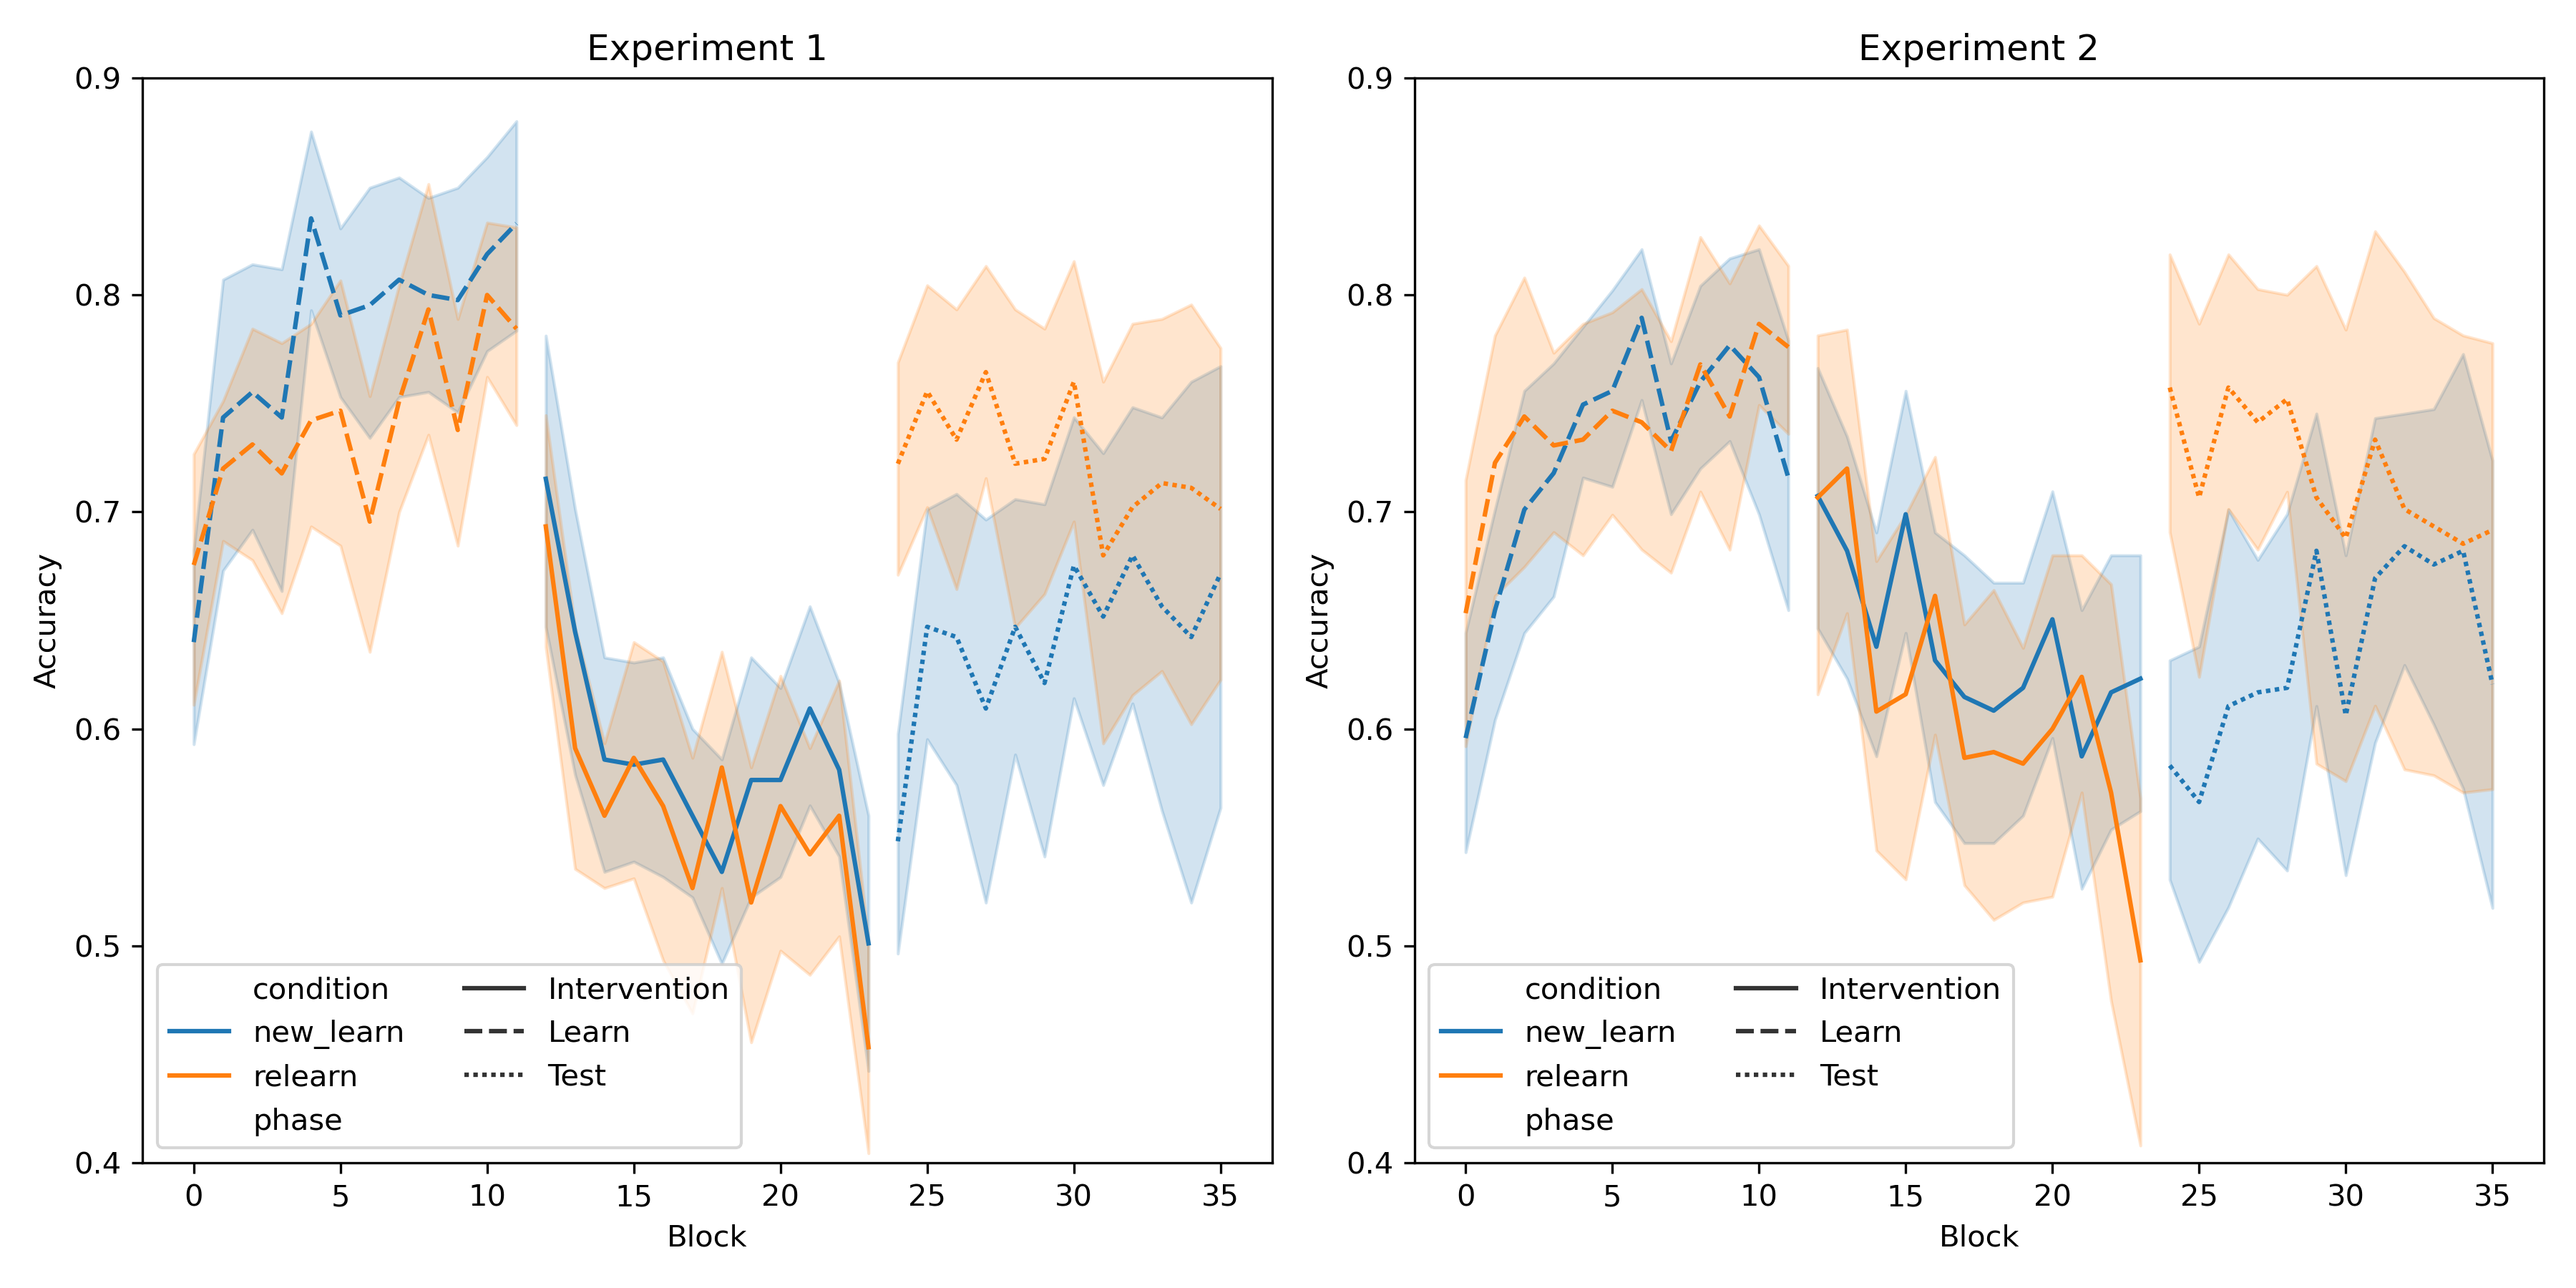 Experiment 1
0.9
0.8
0.7
0.6
0.5
0.4
Accuracy
condition
new_learn
relearn
phase
Intervention
Learn
Test
0 5 10 15 20 25 30 35
Block
Experiment 2
0.9
0.8
0.7
0.6
0.5
0.4
Accuracy
condition
new_learn
relearn
phase
Intervention
Learn
Test
0 5 10 15 20 25 30 35
Block